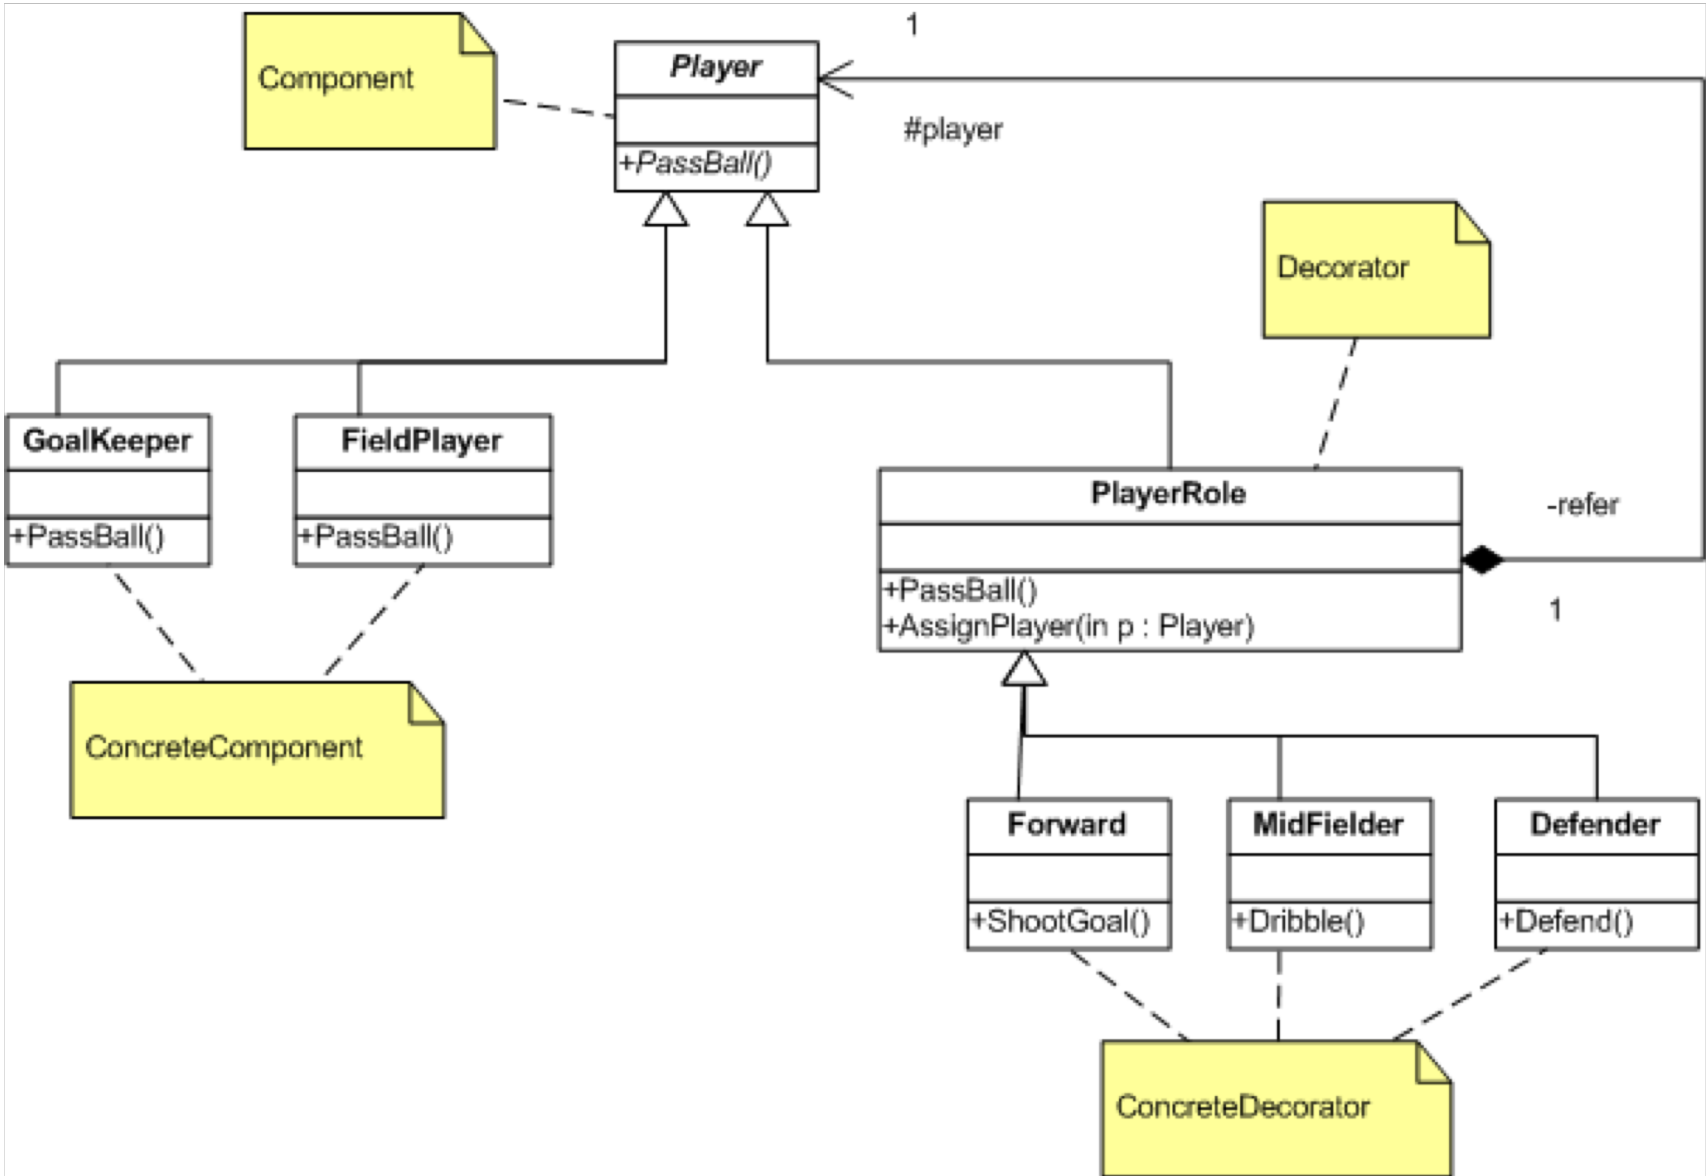 1
Component
Player
#player
+PassBall()
Decorator
GoalKeeper
FieldPlayer
+PassBall()
+PassBall()
PlayerRole
-refer
+PassBall()
+AssignPlayer(in p : Player)
1
ConcreteComponent
Forward
MidFielder
Defender
+ShootGoal()
+Dribble()
+Defend()
ConcreteDecorator